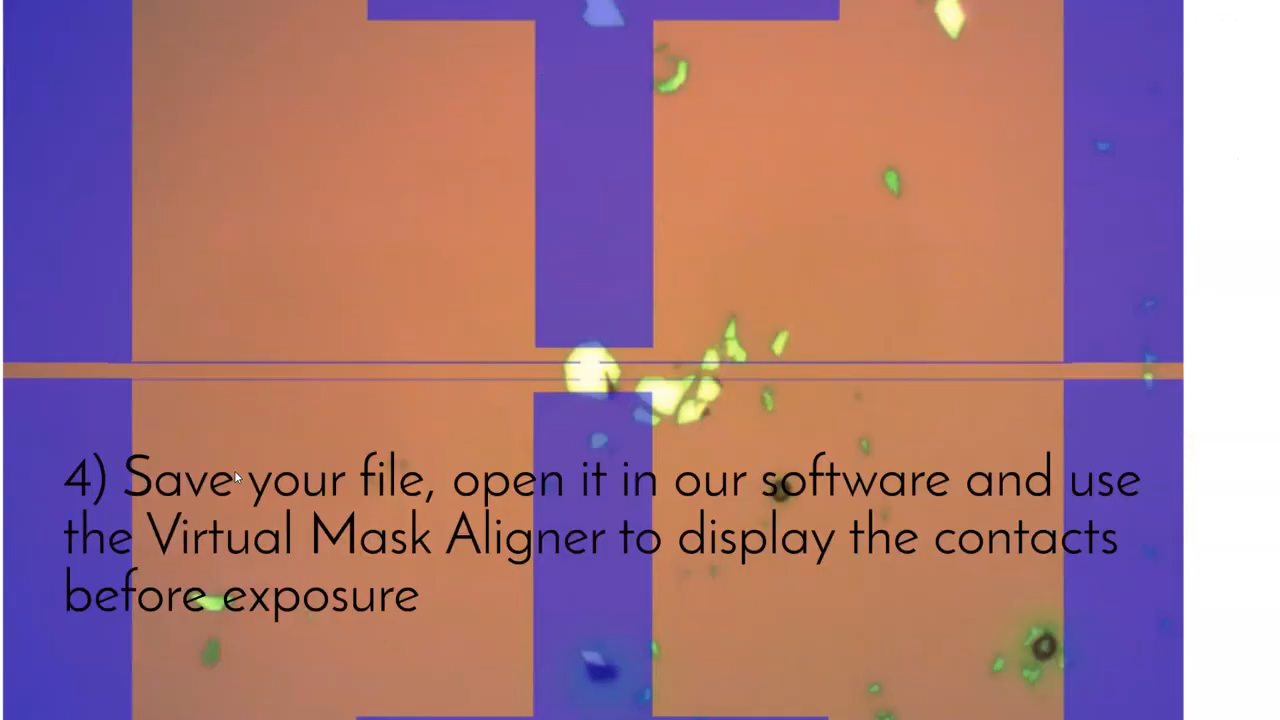 4) Save your file, open it in our software and use
the Virtual Mask Aligner to display the contacts
before exposure